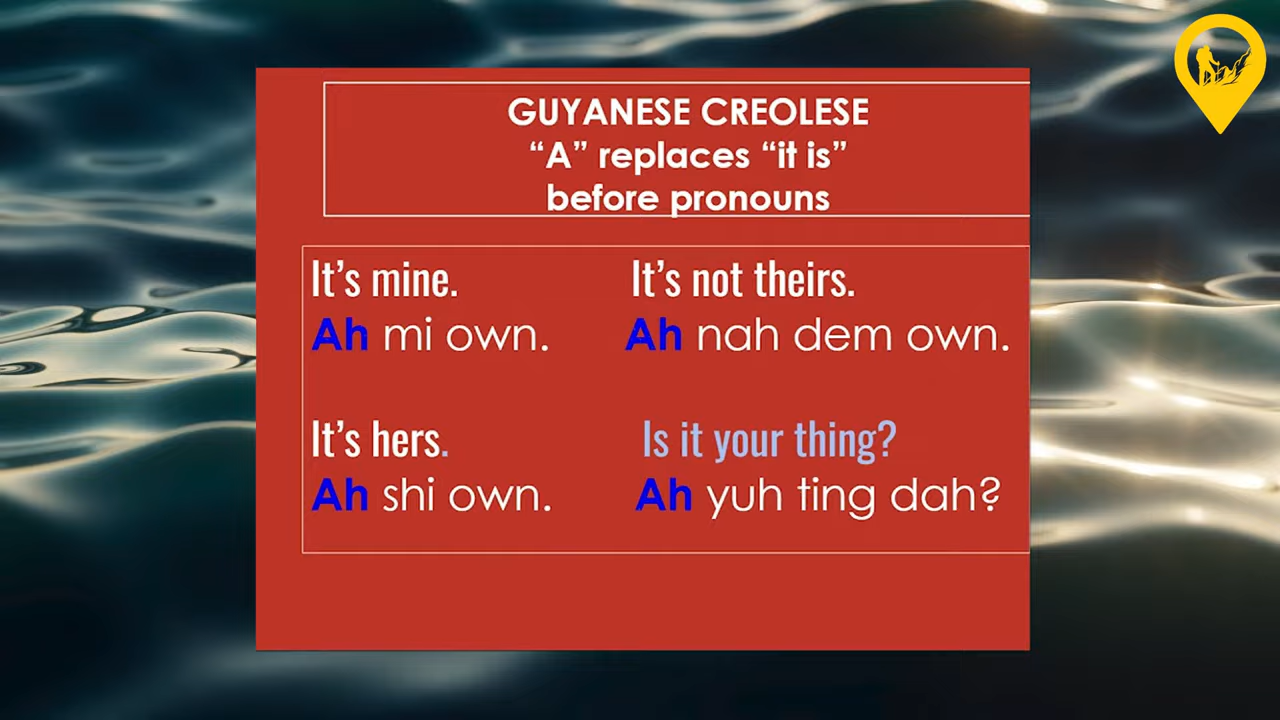 GUYANESE CREOLESE
“A” replaces “it is”
before pronouns
It’s mine. It’s not theirs.
Ah mi own. Ah nah dem own.
It’s hers. Is it your thing?
Ah shi own. Ah yuh ting dah?